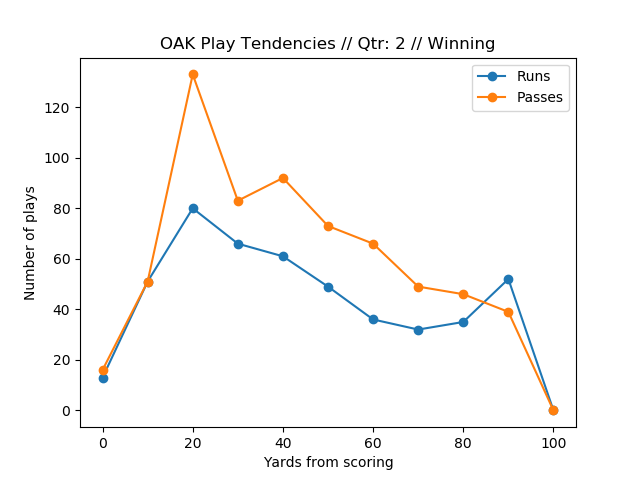 OAK Play Tendencies // Qtr: 2 // Winning
Runs
Passes
Number of plays
120
100
80
60
40
20
0
0 20 40 60 80 100
Yards from scoring